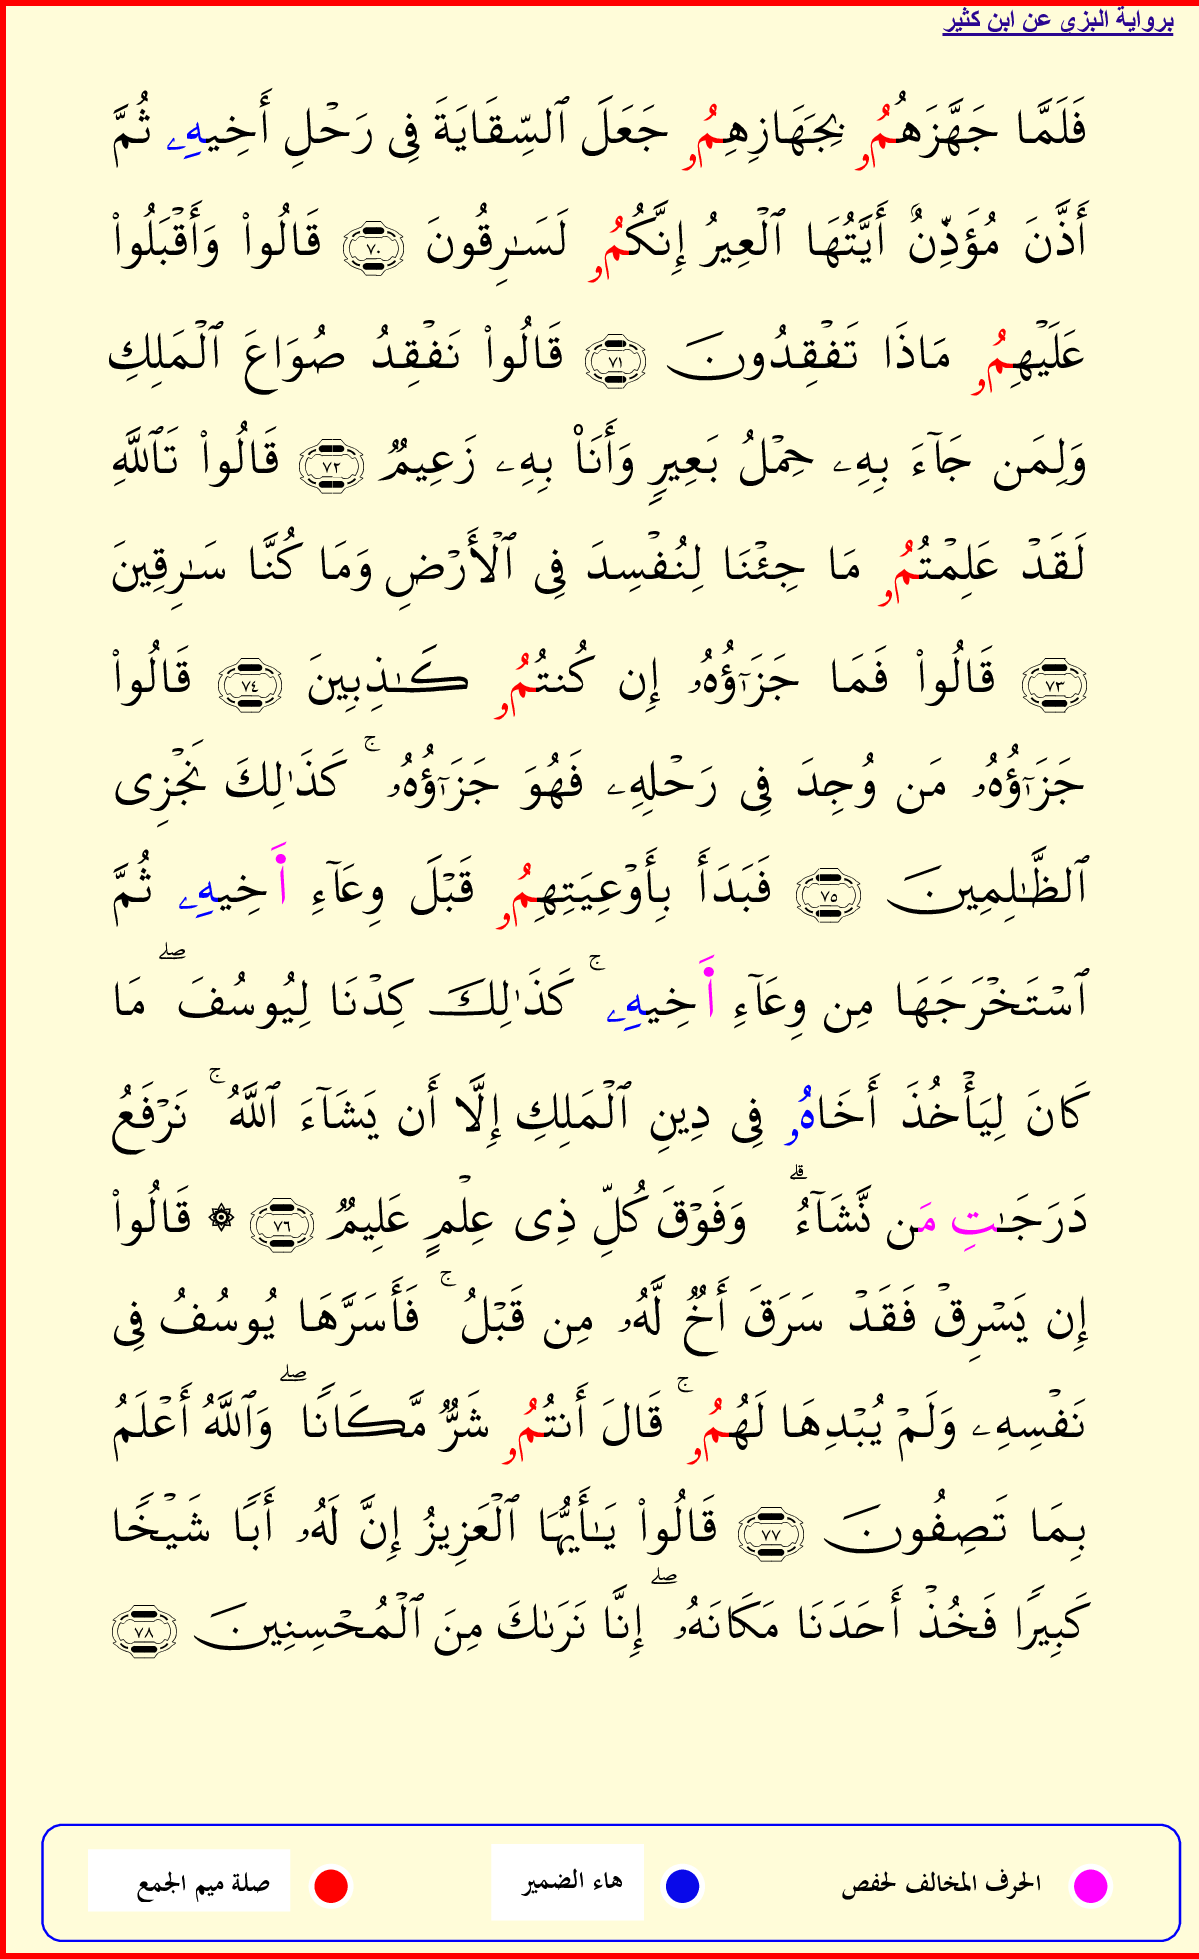 برواية البزي عن ابن كثير
فَلَمَّا جَهَّزَهُمُۥ بِجَهَازِهِمُۥ جَعَلَ ٱلسِّقَايَةَ فِى رَحْلِ أَخِيهِۦ ثُمَّ
أَذَّنَ مُؤَذِّنٌ أَيَّتُهَا ٱلْعِيرُ إِنَّكُمُۥ لَسَـٰرِقُونَ ٧٠ قَالُوا۟ وَأَقْبَلُوا۟
عَلَيْهِمُۥ مَاذَا تَفْقِدُونَ ٧١ قَالُوا۟ نَفْقِدُ صُوَاعَ ٱلْمَلِكِ
وَلِمَن جَآءَ بِهِۦ حِمْلُ بَعِيرٍ وَأَنَا۠ بِهِۦ زَعِيمٌ ٧٢ قَالُوا۟ تَٱللَّهِ
لَقَدْ عَلِمْتُمُۥ مَا جِئْنَا لِنُفْسِدَ فِى ٱلْأَرْضِ وَمَا كُنَّا سَـٰرِقِينَ
٧٣ قَالُوا۟ فَمَا جَزَٰٓؤُهُۥ إِن كُنتُمُۥ كَـٰذِبِينَ ٧٤ قَالُوا۟
جَزَٰٓؤُهُۥ مَن وُجِدَ فِى رَحْلِهِۦ فَهُوَ جَزَٰٓؤُهُۥ ۚ كَذَٰلِكَ نَجْزِى
ٱلظَّـٰلِمِينَ ٧٥ فَبَدَأَ بِأَوْعِيَتِهِمُۥ قَبْلَ وِعَآءِ أَ۬خِيهِۦ ثُمَّ
ٱسْتَخْرَجَهَا مِن وِعَآءِ أَ۬خِيهِۦ ۚ كَذَٰلِكَ كِدْنَا لِيُوسُفَ ۖ مَا
كَانَ لِيَأْخُذَ أَخَاهُۥ فِى دِينِ ٱلْمَلِكِ إِلَّا أَن يَشَآءَ ٱللَّهُ ۚ نَرْفَعُ
دَرَجَـٰتِ مَن نَّشَآءُ ۗ وَفَوْقَ كُلِّ ذِى عِلْمٍ عَلِيمٌ ٧٦ ۞ قَالُوا۟
إِن يَسْرِقْ فَقَدْ سَرَقَ أَخٌ لَّهُۥ مِن قَبْلُ ۚ فَأَسَرَّهَا يُوسُفُ فِى
نَفْسِهِۦ وَلَمْ يُبْدِهَا لَهُمُۥ ۚ قَالَ أَنتُمُۥ شَرٌّ مَّكَانًا ۖ وَٱللَّهُ أَعْلَمُ
بِمَا تَصِفُونَ ٧٧ قَالُوا۟ يَـٰٓأَيُّهَا ٱلْعَزِيزُ إِنَّ لَهُۥ أَبًا شَيْخًا
كَبِيرًا فَخُذْ أَحَدَنَا مَكَانَهُۥ ۖ إِنَّا نَرَىٰكَ مِنَ ٱلْمُحْسِنِينَ ٧٨
الحرف المخالف لحفص هاء الضمير صلة ميم الجمع